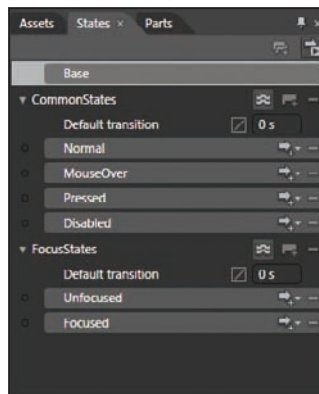 Assets States × Parts
Base
CommonStates
Default transition 0 s
Normal
MouseOver
Pressed
Disabled
FocusStates
Default transition 0 s
Unfocused
Focused